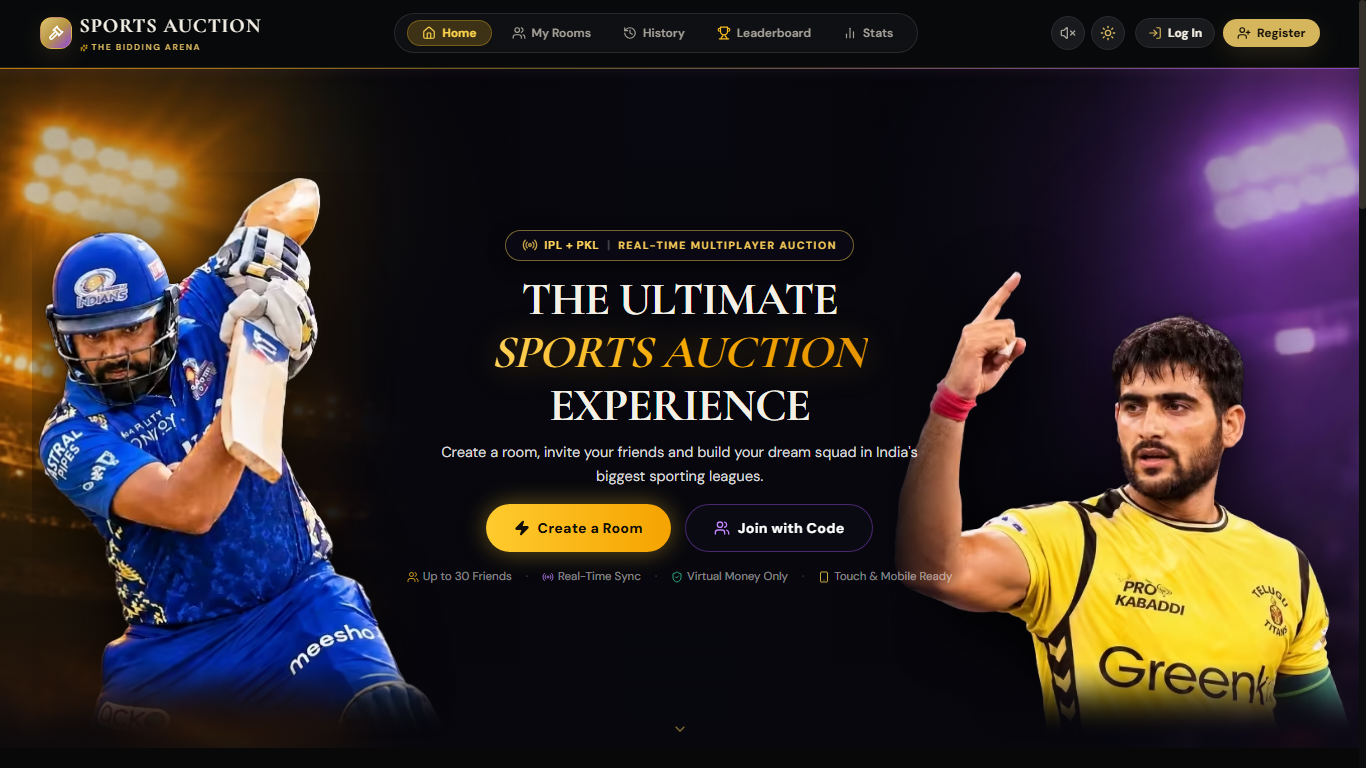 SPORTS AUCTION
THE BIDDING ARENA
Home
My Rooms
History
Leaderboard
Stats
Log In
Register
IPL + PKL | REAL-TIME MULTIPLAYER AUCTION
THE ULTIMATE
SPORTS AUCTION
EXPERIENCE
Create a room, invite your friends and build your dream squad in India's
biggest sporting leagues.
Create a Room
Join with Code
Up to 30 Friends · Real-Time Sync · Virtual Money Only · Touch & Mobile Ready
INDIANS
ASTRAL
PIPES
meesho
PRO
KABADDI
TELUGU
TITANS
Greenk